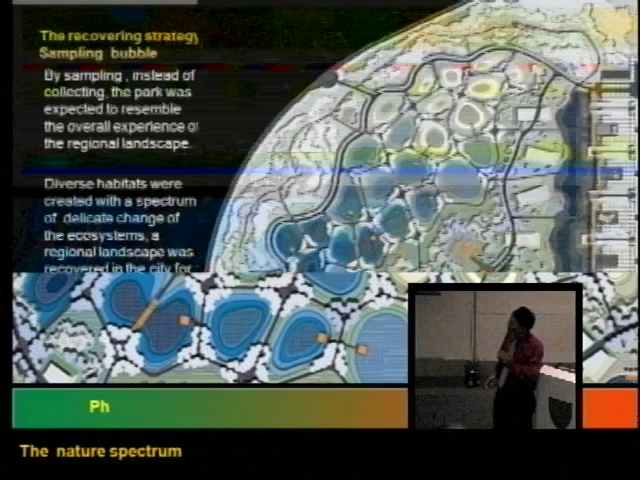 The recovering strategy
Sampling bubble
By sampling , instead of
collecting, the park was
expected to resemble
the overall experience of
the regional landscape.
Diverse habitats were
created with a spectrum
of delicate change of
the ecosystems, a
regional landscape was
recovered in the city for
Ph
The nature spectrum